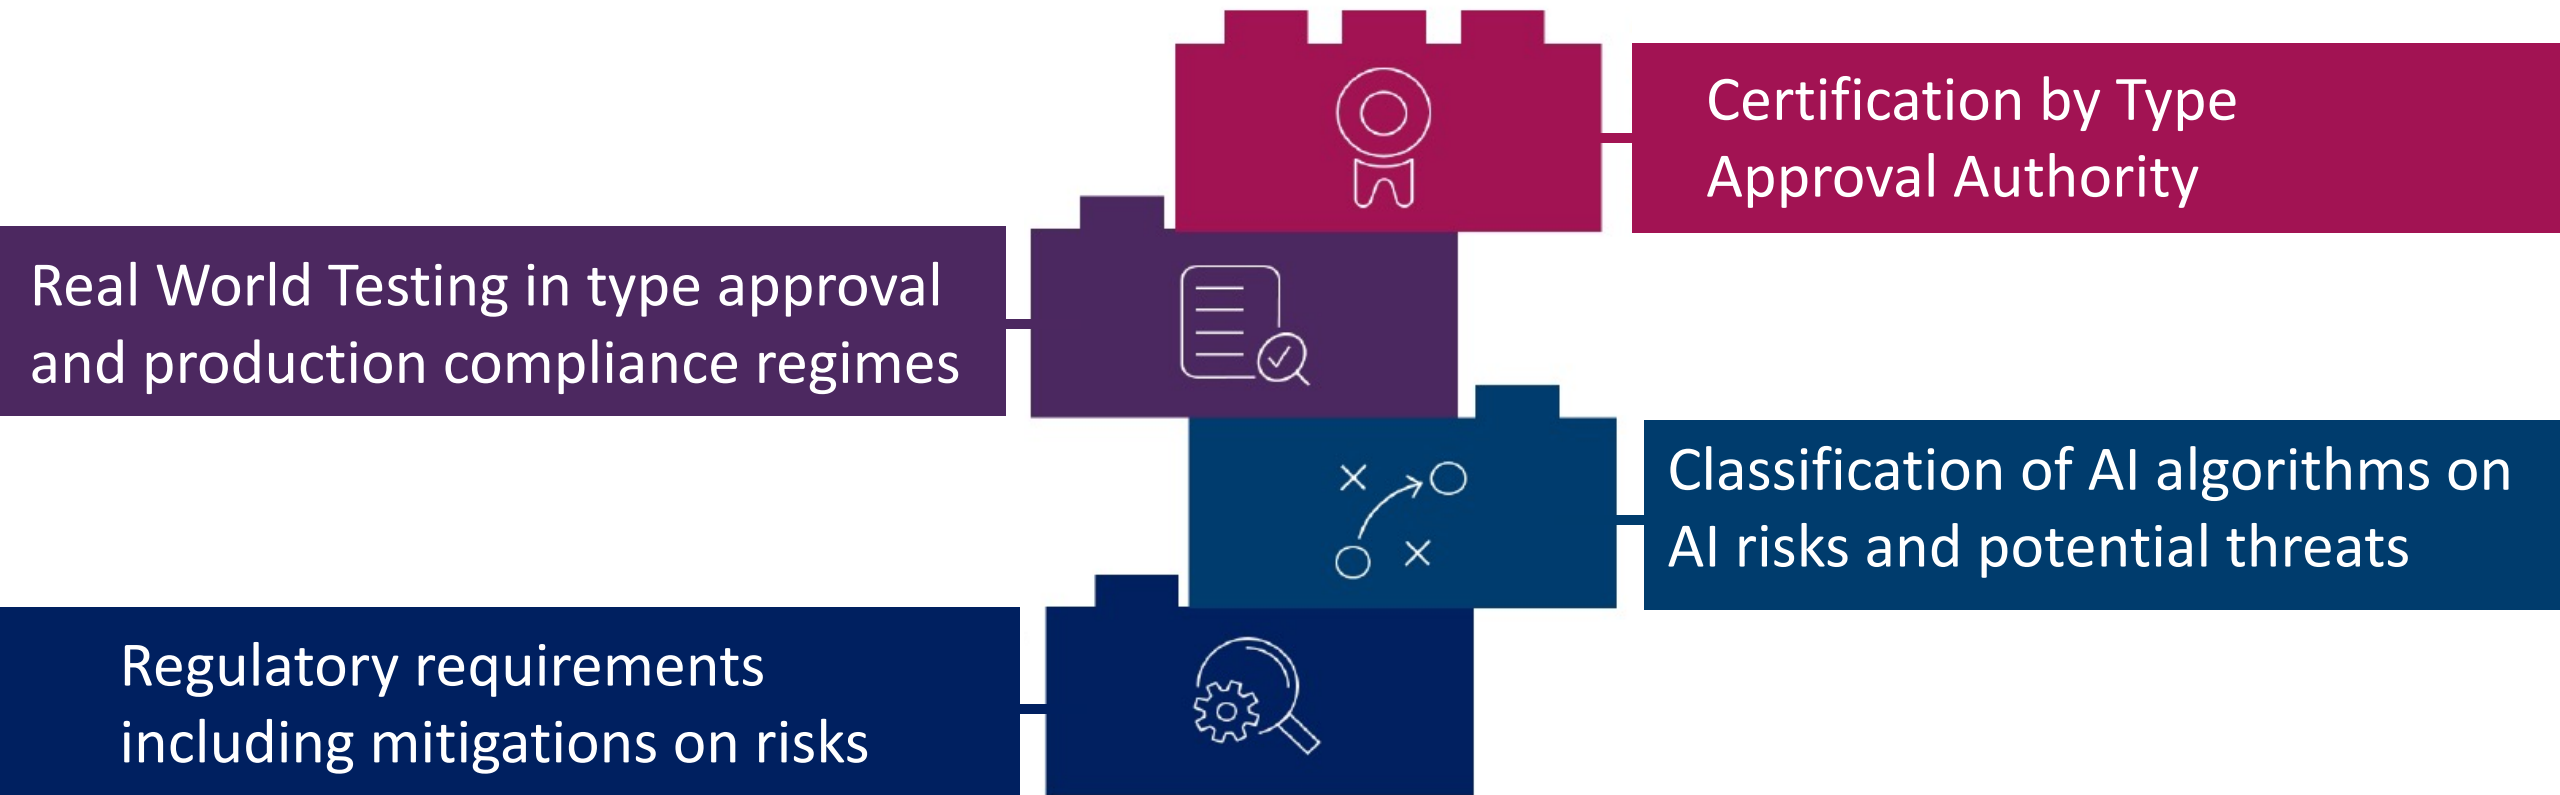 Certification by Type
Approval Authority
Real World Testing in type approval
and production compliance regimes
Classification of AI algorithms on
AI risks and potential threats
Regulatory requirements
including mitigations on risks